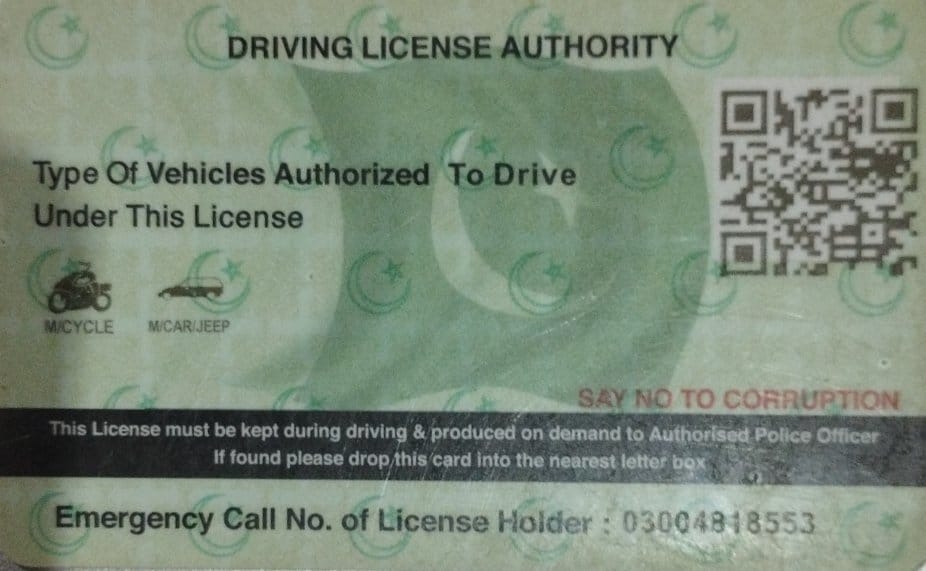 DRIVING LICENSE AUTHORITY
Type Of Vehicles Authorized To Drive
Under This License
M/CYCLE M/CAR/JEEP
SAY NO TO CORRUPTION
This License must be kept during driving & produced on demand to Authorised Police Officer
If found please drop this card into the nearest letter box
Emergency Call No. of License Holder : 03004818553